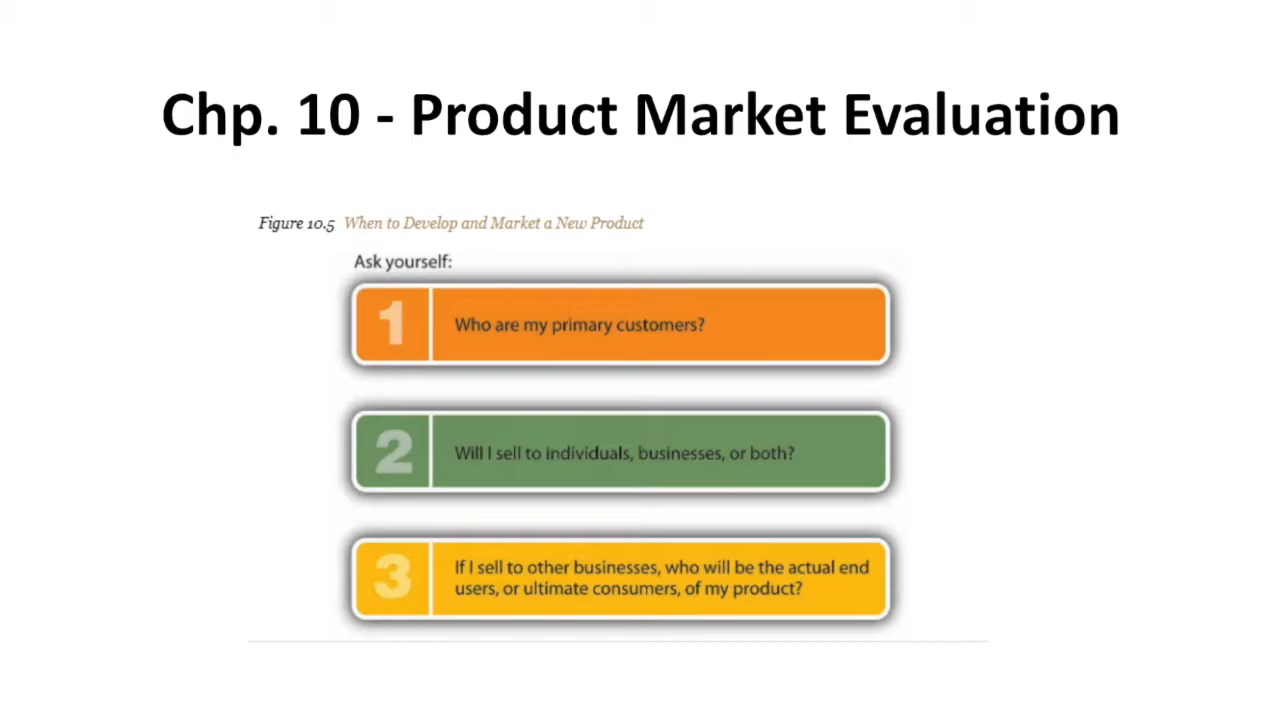 Chp. 10 - Product Market Evaluation
Figure 10.5 When to Develop and Market a New Product
Ask yourself:
1 Who are my primary customers?
2 Will I sell to individuals, businesses, or both?
3 If I sell to other businesses, who will be the actual end
users, or ultimate consumers, of my product?